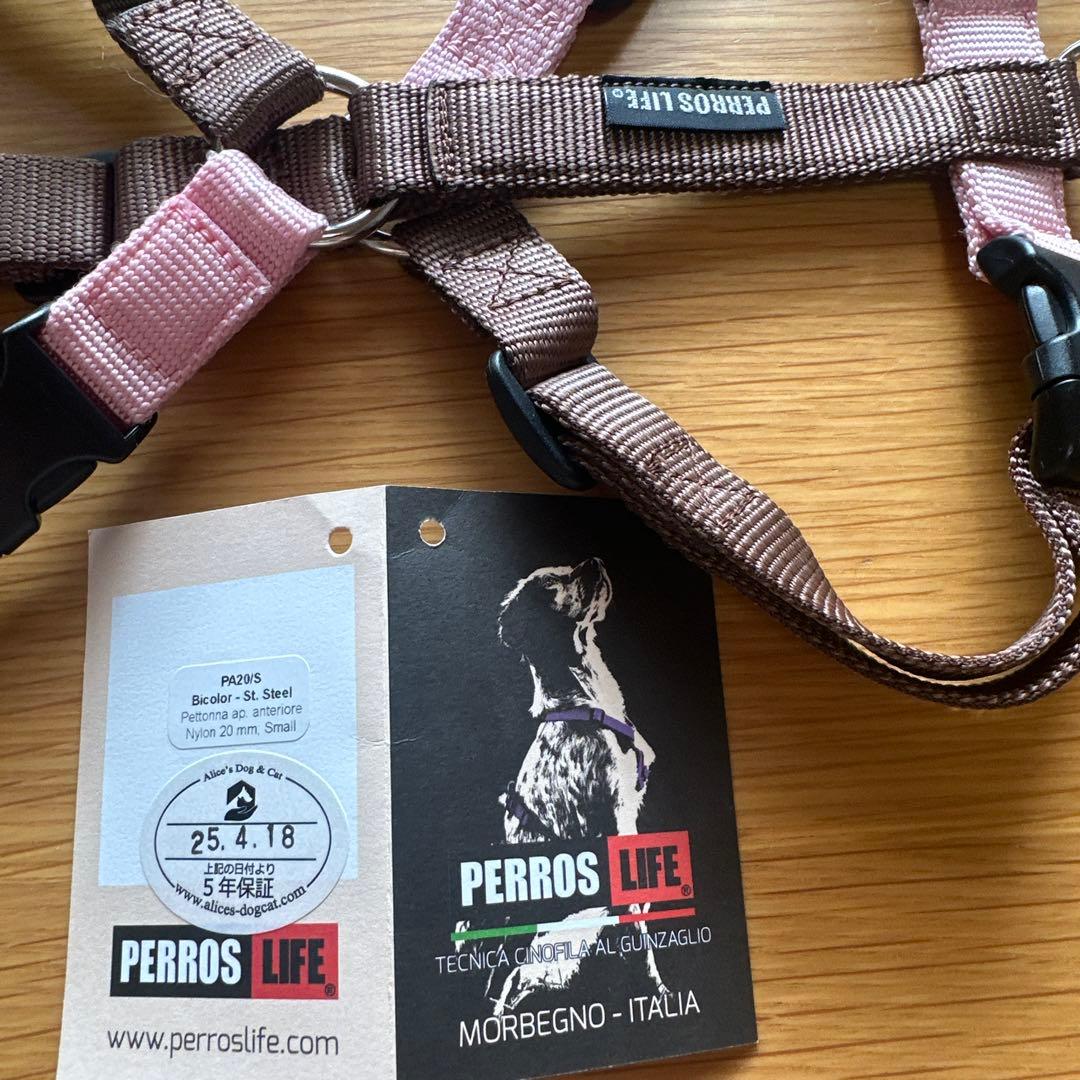 PERROS LIFE®
PA20/S
Bicolor - St. Steel
Pettonna ap. anteriore
Nylon 20 mm, Small
Alice's Dog & Cat
25.4.18
上記の日付より
5年保証
www.alices-dogcat.com
PERROS LIFE®
www.perroslife.com
PERROS LIFE®
TECNICA CINOFILA AL GUINZAGLIO
MORBEGNO - ITALIA